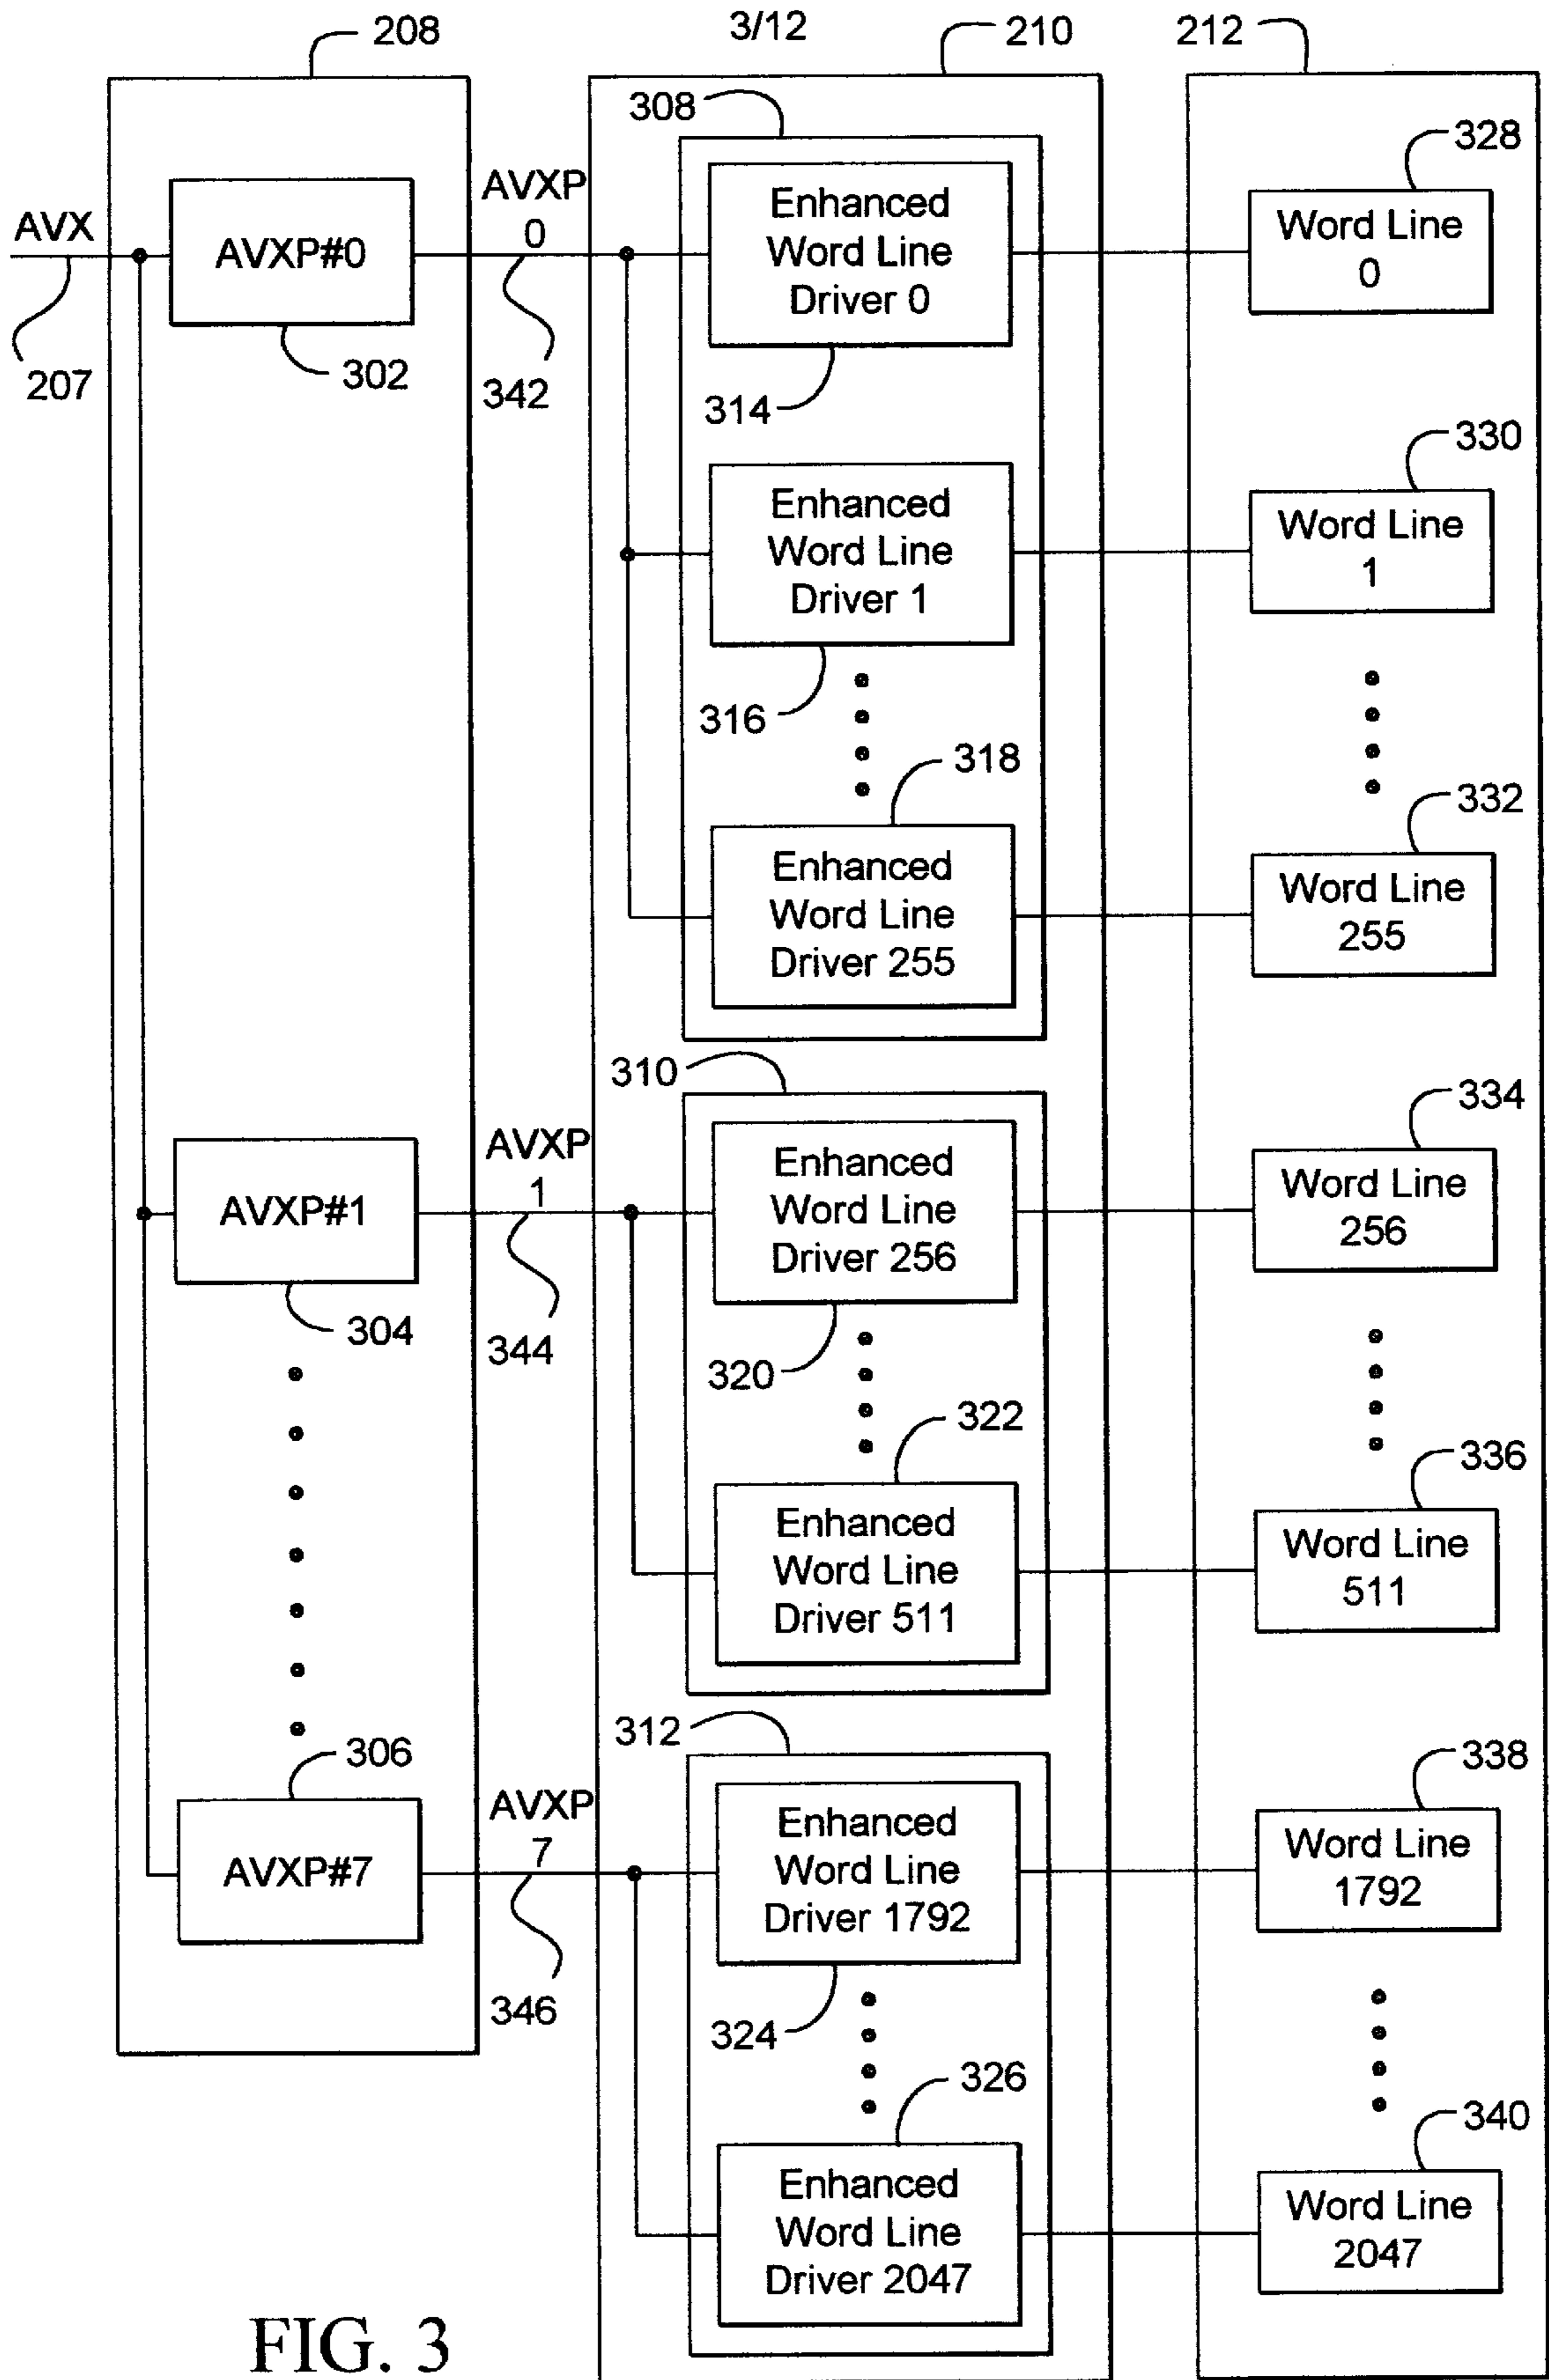 3/12
208
210
212
308
328
AVX
AVXP#0
AVXP
0
Enhanced
Word Line
Driver 0
Word Line
0
207
302
342
314
330
Enhanced
Word Line
Driver 1
Word Line
1
316
318
332
Enhanced
Word Line
Driver 255
Word Line
255
310
334
AVXP#1
AVXP
1
Enhanced
Word Line
Driver 256
Word Line
256
304
344
320
322
336
Enhanced
Word Line
Driver 511
Word Line
511
312
306
338
AVXP#7
AVXP
7
Enhanced
Word Line
Driver 1792
Word Line
1792
346
324
326
340
Enhanced
Word Line
Driver 2047
Word Line
2047
FIG. 3